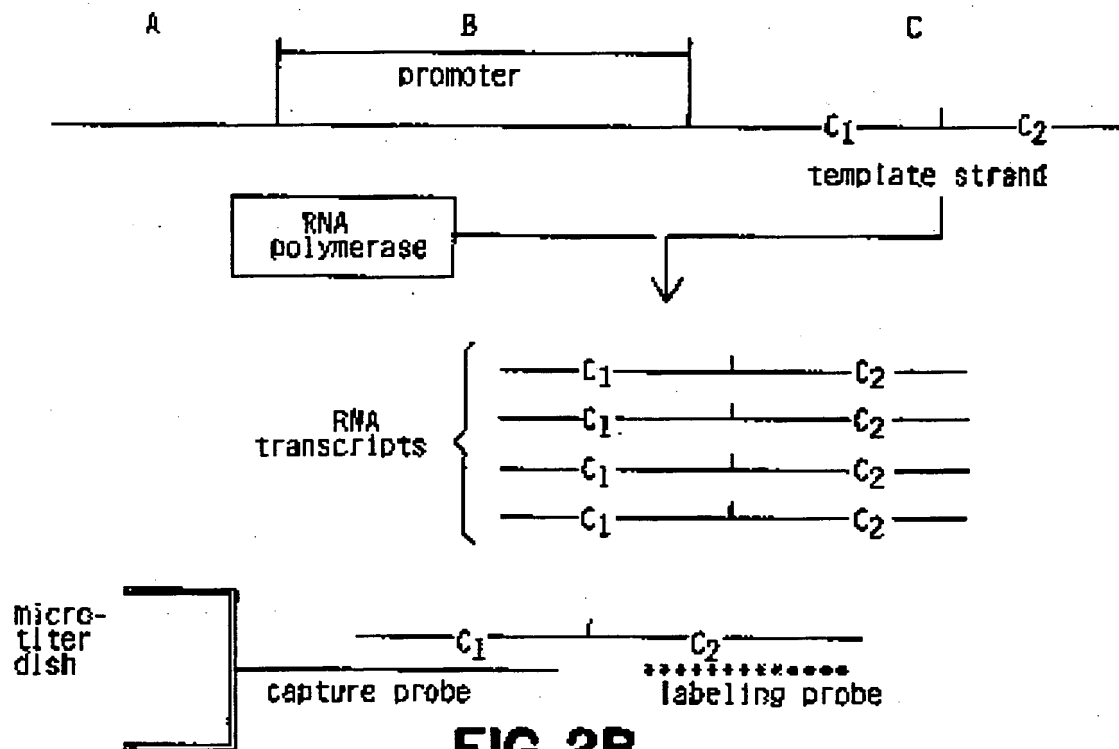 A B C
promoter
C1 C2
template strand
RNA
polymerase
C1 C2
C1 C2
C1 C2
C1 C2
RNA
transcripts
micro-
titer
dish
C1 C2
capture probe labeling probe
FIG. 3B